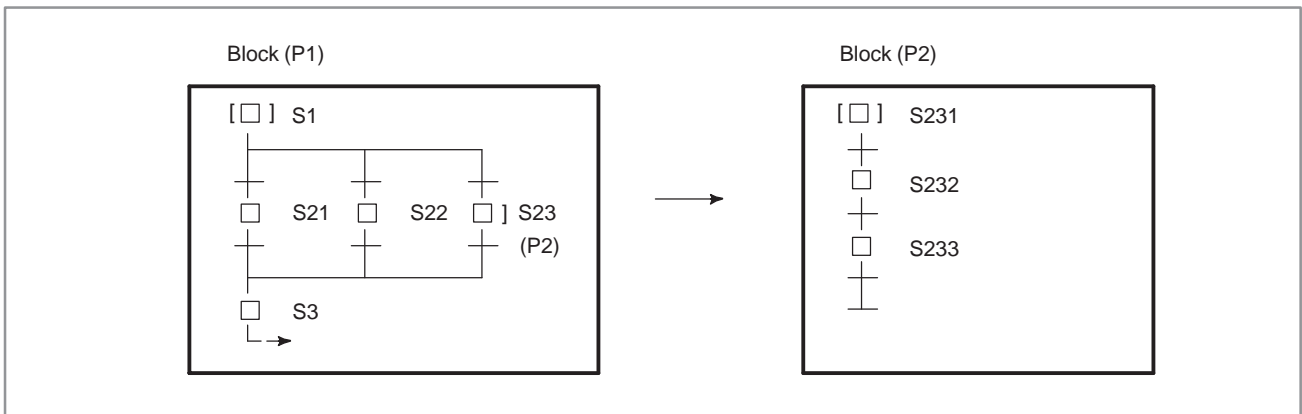 Block (P1)
[ ] S1
S21 S22 ] S23
(P2)
S3
Block (P2)
[ ] S231
S232
S233